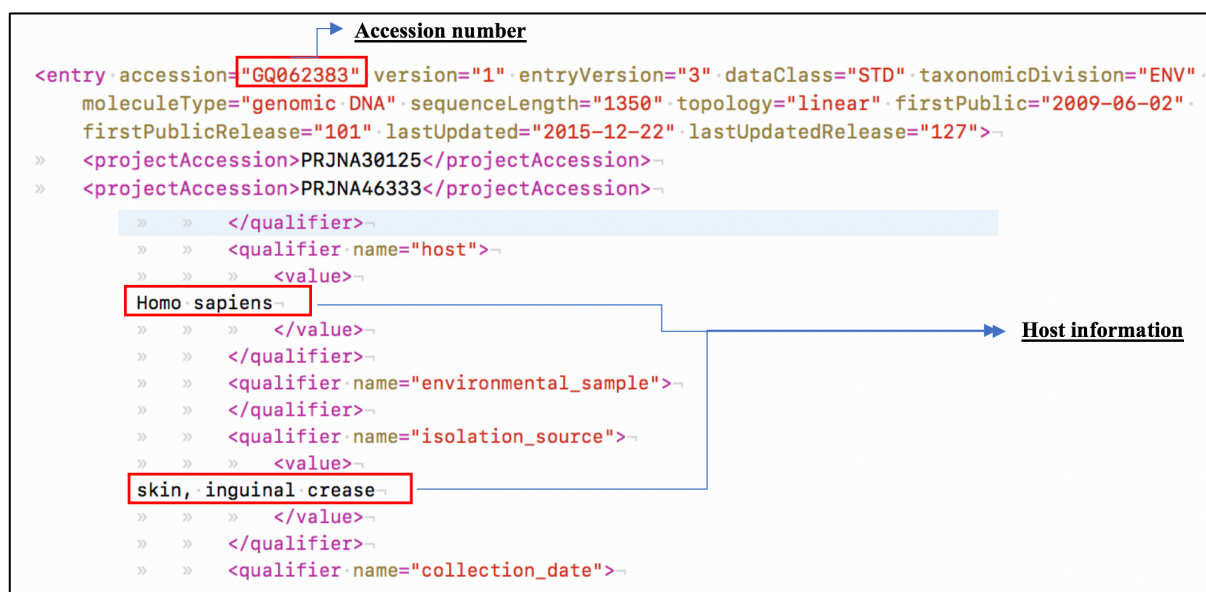 Accession number
<entry accession="GQ062383" version="1" entryVersion="3" dataClass="STD" taxonomicDivision="ENV"
moleculeType="genomic DNA" sequenceLength="1350" topology="linear" firstPublic="2009-06-02"
firstPublicRelease="101" lastUpdated="2015-12-22" lastUpdatedRelease="127">¬
» <projectAccession>PRJNA30125</projectAccession>¬
» <projectAccession>PRJNA46333</projectAccession>¬
» » </qualifier>¬
» » <qualifier name="host">¬
» » » <value>¬
Homo sapiens¬
» » » </value>¬
Host information
» » </qualifier>¬
» » <qualifier name="environmental_sample">¬
» » </qualifier>¬
» » <qualifier name="isolation_source">¬
» » » <value>¬
skin, inguinal crease¬
» » » </value>¬
» » </qualifier>¬
» » <qualifier name="collection_date">¬